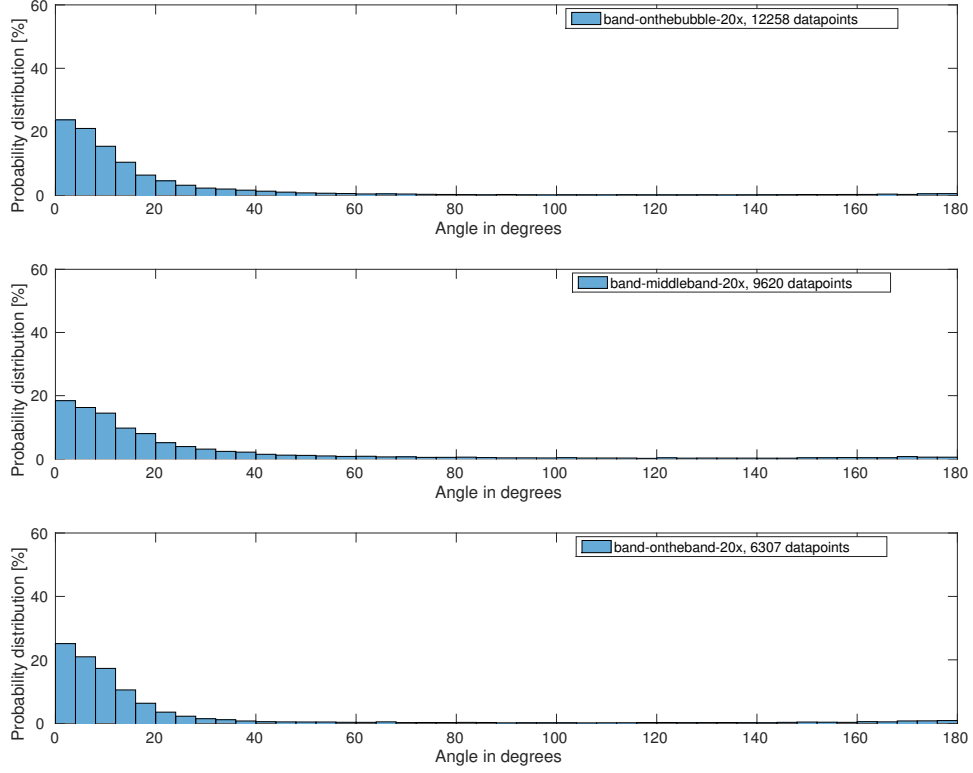 60
band-onthebubble-20x, 12258 datapoints
40
20
0
Probability distribution [%]
0 20 40 60 80 100 120 140 160 180
Angle in degrees
60
band-middleband-20x, 9620 datapoints
40
20
0
Probability distribution [%]
0 20 40 60 80 100 120 140 160 180
Angle in degrees
60
band-ontheband-20x, 6307 datapoints
40
20
0
Probability distribution [%]
0 20 40 60 80 100 120 140 160 180
Angle in degrees